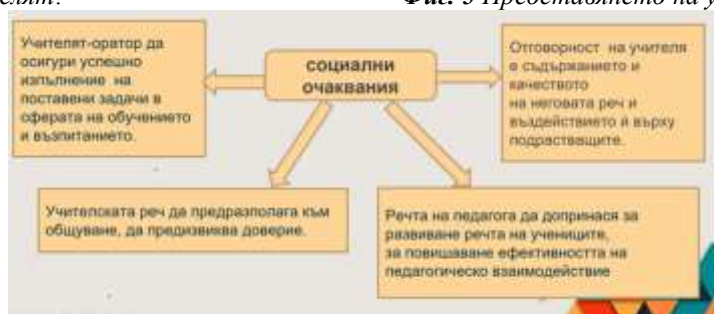 Учителят-оратор да
осигури успешно
изпълнение на
поставени задачи в
сферата на обучението
и възпитанието.
социални
очаквания
Отговорност на учителя
е съдържанието и
качеството
на неговата реч и
въздействието ѝ върху
подрастващите.
Учителската реч да предразполага към
общуване, да предизвиква доверие.
Речта на педагога да допринася за
развиване речта на учениците,
за повишаване ефективността на
педагогическо взаимодействие